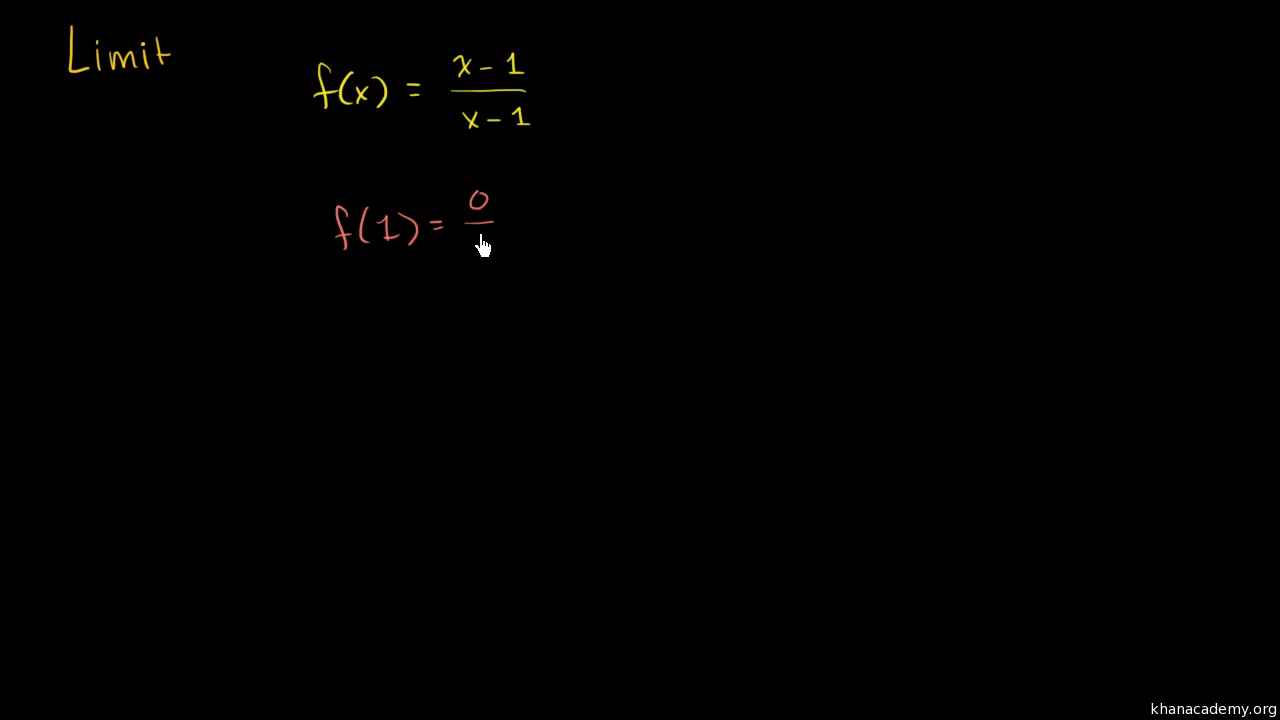 Limit
f(x) = x - 1 / x - 1
f(1) = 0 /
khanacademy.org